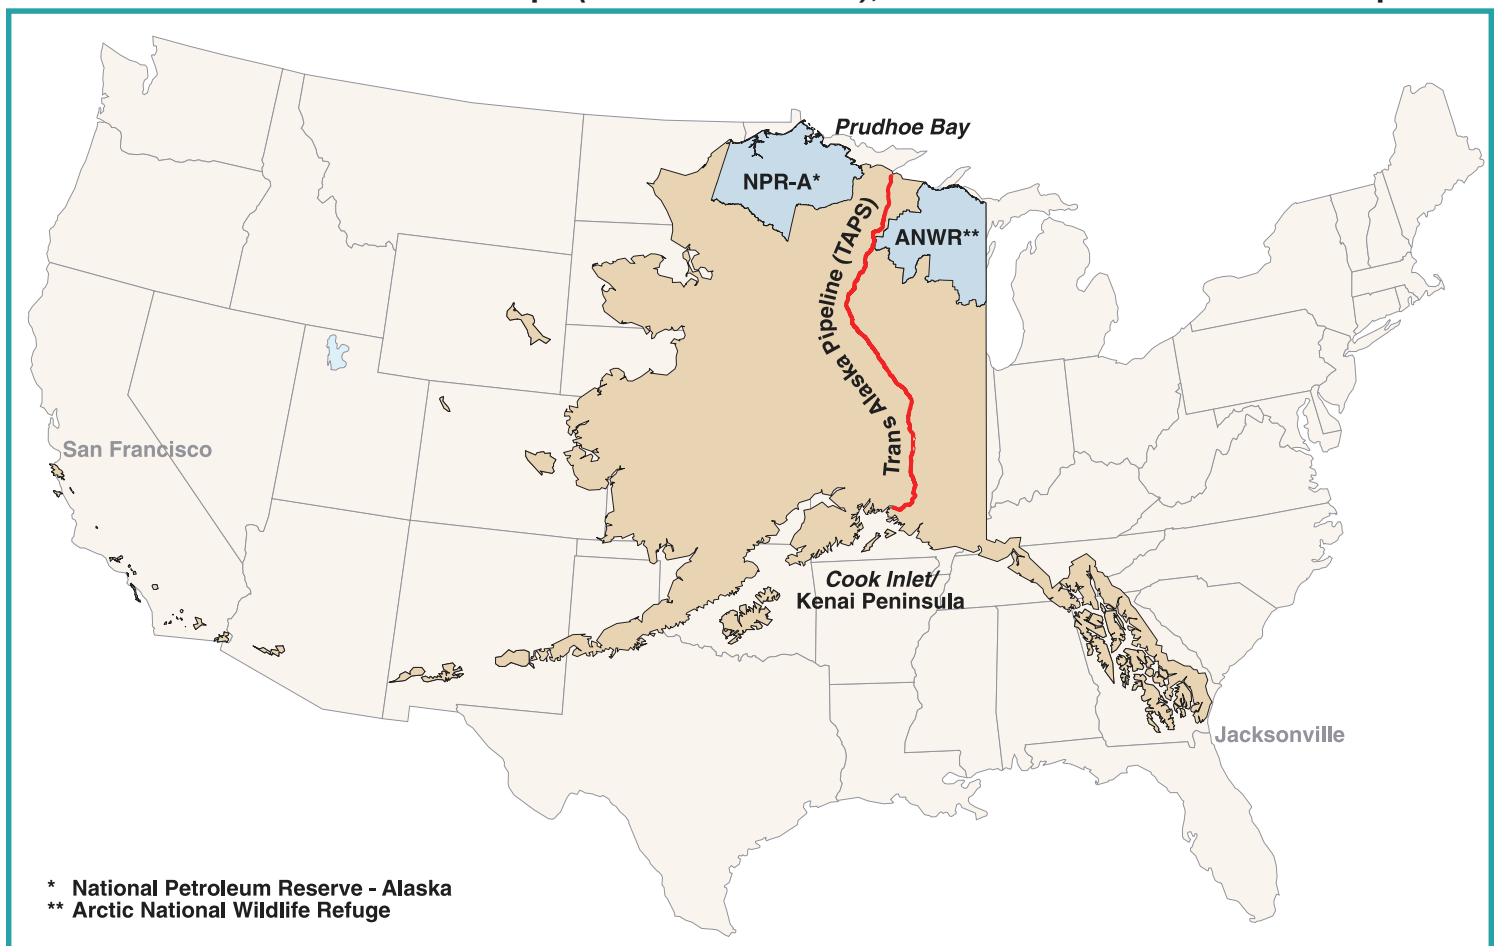 Prudhoe Bay
NPR-A*
ANWR**
Trans Alaska Pipeline (TAPS)
San Francisco
Cook Inlet/
Kenai Peninsula
Jacksonville
* National Petroleum Reserve - Alaska
** Arctic National Wildlife Refuge